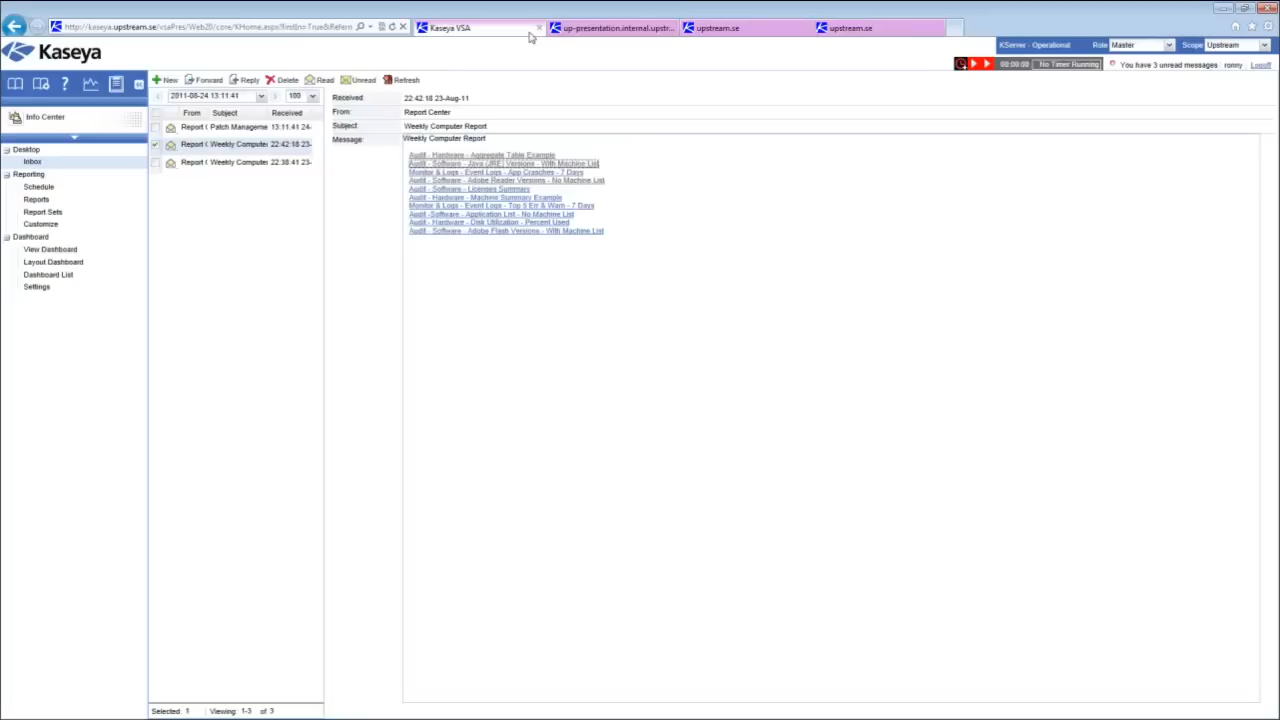 http://kaseya.upstream.se/vsaPres/Web20/core/KHome.aspx?firstIn=True&Referre
Kaseya VSA
up-presentation.internal.upstr...
upstream.se
upstream.se
Kaseya
KServer - Operational
Role Master
Scope Upstream
00:00:00 No Timer Running
You have 3 unread messages
ronny
Logoff
New Forward Reply Delete Read Unread Refresh
2011-08-24 13:11:41
100
Info Center
Desktop
Inbox
Reporting
Schedule
Reports
Report Sets
Customize
Dashboard
View Dashboard
Layout Dashboard
Dashboard List
Settings
From Subject Received
Report C Patch Manageme 13:11:41 24-
Report C Weekly Computer 22:42:18 23-
Report C Weekly Computer 22:38:41 23-
Received: 22:42:18 23-Aug-11
From: Report Center
Subject: Weekly Computer Report
Message: Weekly Computer Report
Audit - Hardware - Aggregate Table Example
Audit - Software - Java (JRE) Versions - With Machine List
Monitor & Logs - Event Logs - App Crasches - 7 Days
Audit - Software - Adobe Reader Versions - No Machine List
Audit - Software - Licenses Summary
Audit - Hardware - Machine Summary Example
Monitor & Logs - Event Logs - Top 5 Err & Warn - 7 Days
Audit -Software - Application List - No Machine List
Audit - Hardware - Disk Utilization - Percent Used
Audit - Software - Adobe Flash Versions - With Machine List
Selected: 1
Viewing: 1-3 of 3